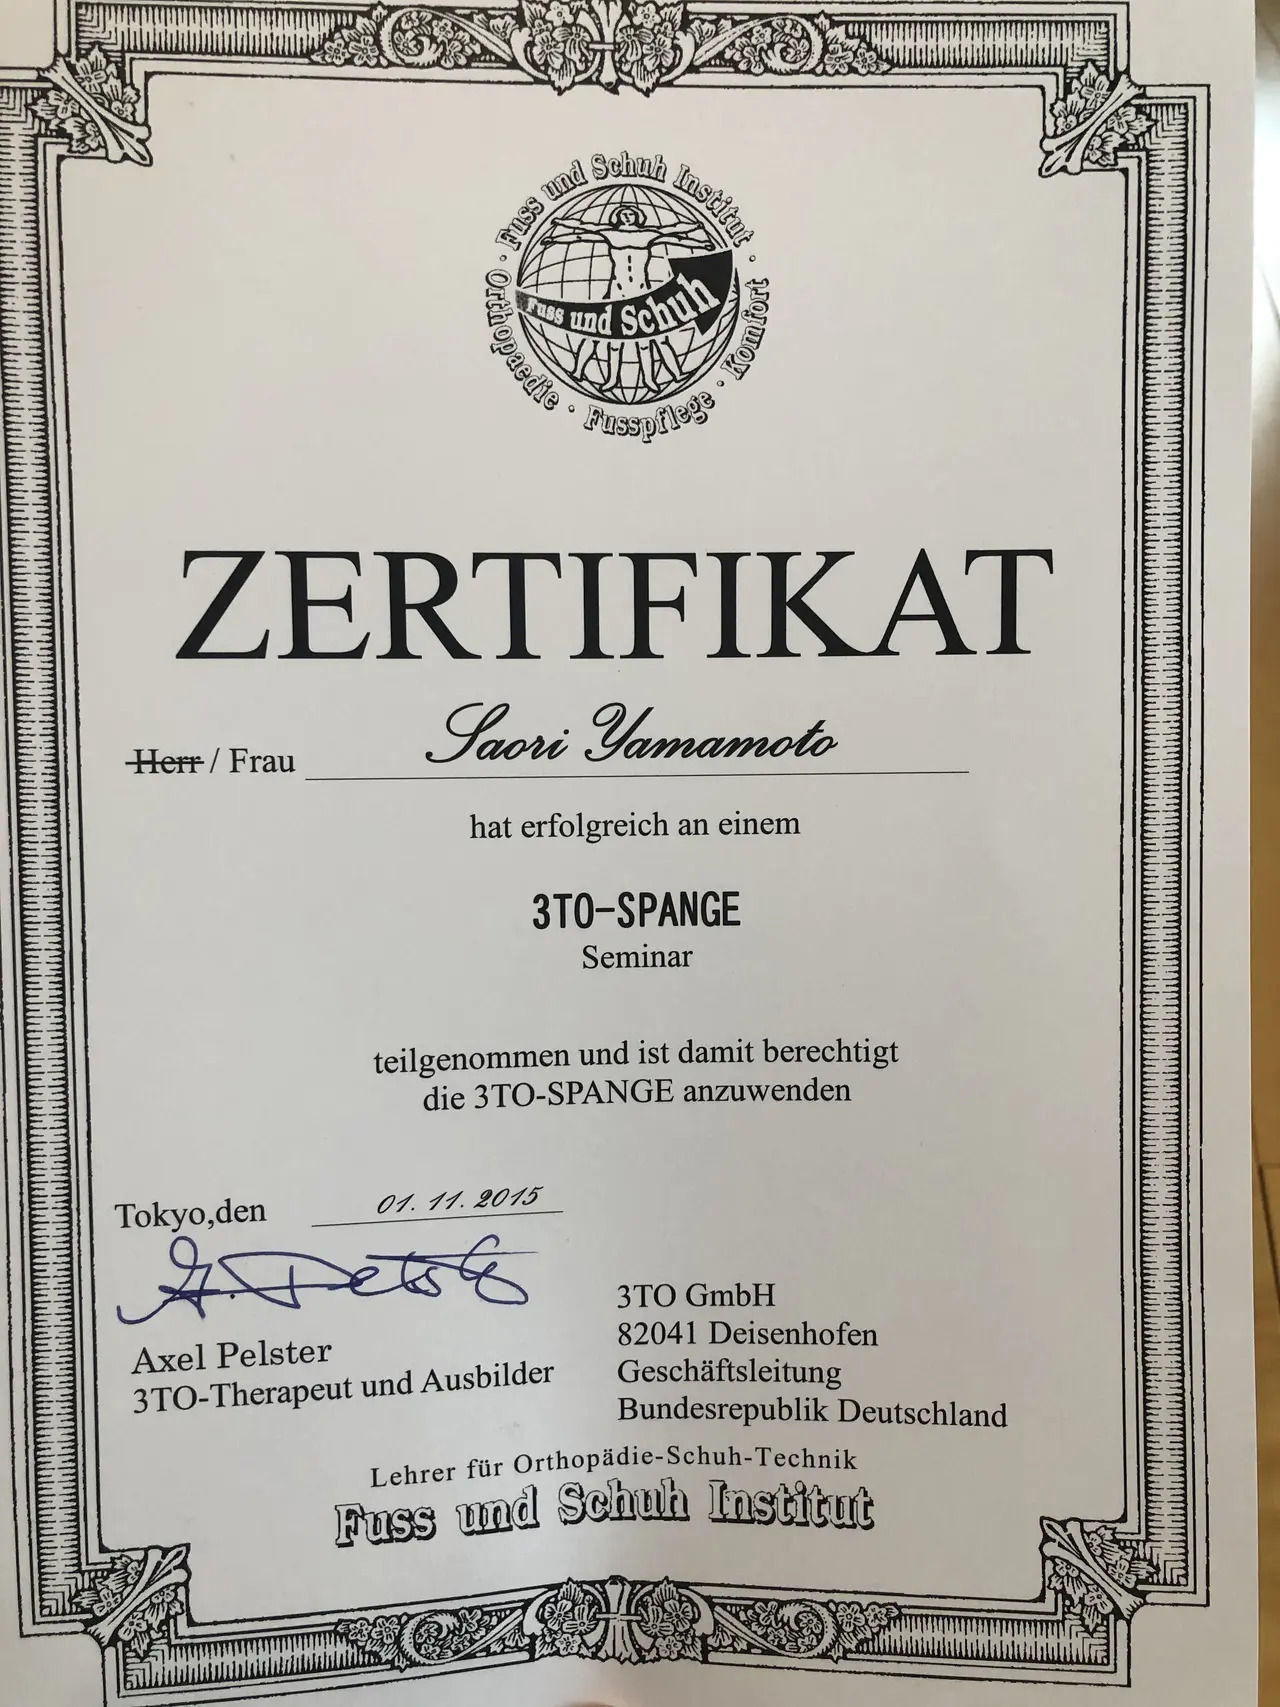 · Fuss und Schuh Institut ·
Orthopaedie · Fusspflege · Komfort
Fuss und Schuh
ZERTIFIKAT
Herr / Frau Saori Yamamoto
hat erfolgreich an einem
3TO-SPANGE
Seminar
teilgenommen und ist damit berechtigt
die 3TO-SPANGE anzuwenden
Tokyo,den 01. 11. 2015
Axel Pelster
3TO-Therapeut und Ausbilder
3TO GmbH
82041 Deisenhofen
Geschäftsleitung
Bundesrepublik Deutschland
Lehrer für Orthopädie-Schuh-Technik
Fuss und Schuh Institut